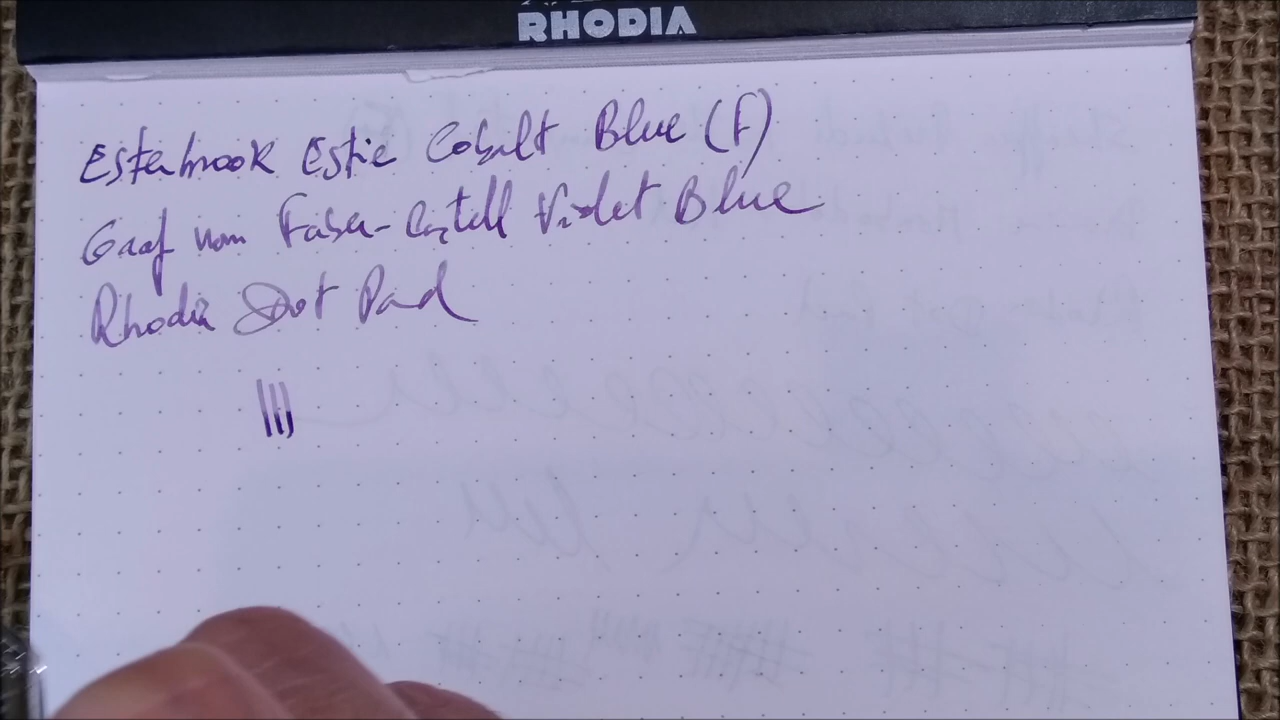 RHODIA
Esterbrook Estie Cobalt Blue (F)
Graf von Faber-Castell Violet Blue
Rhodia Dot Pad